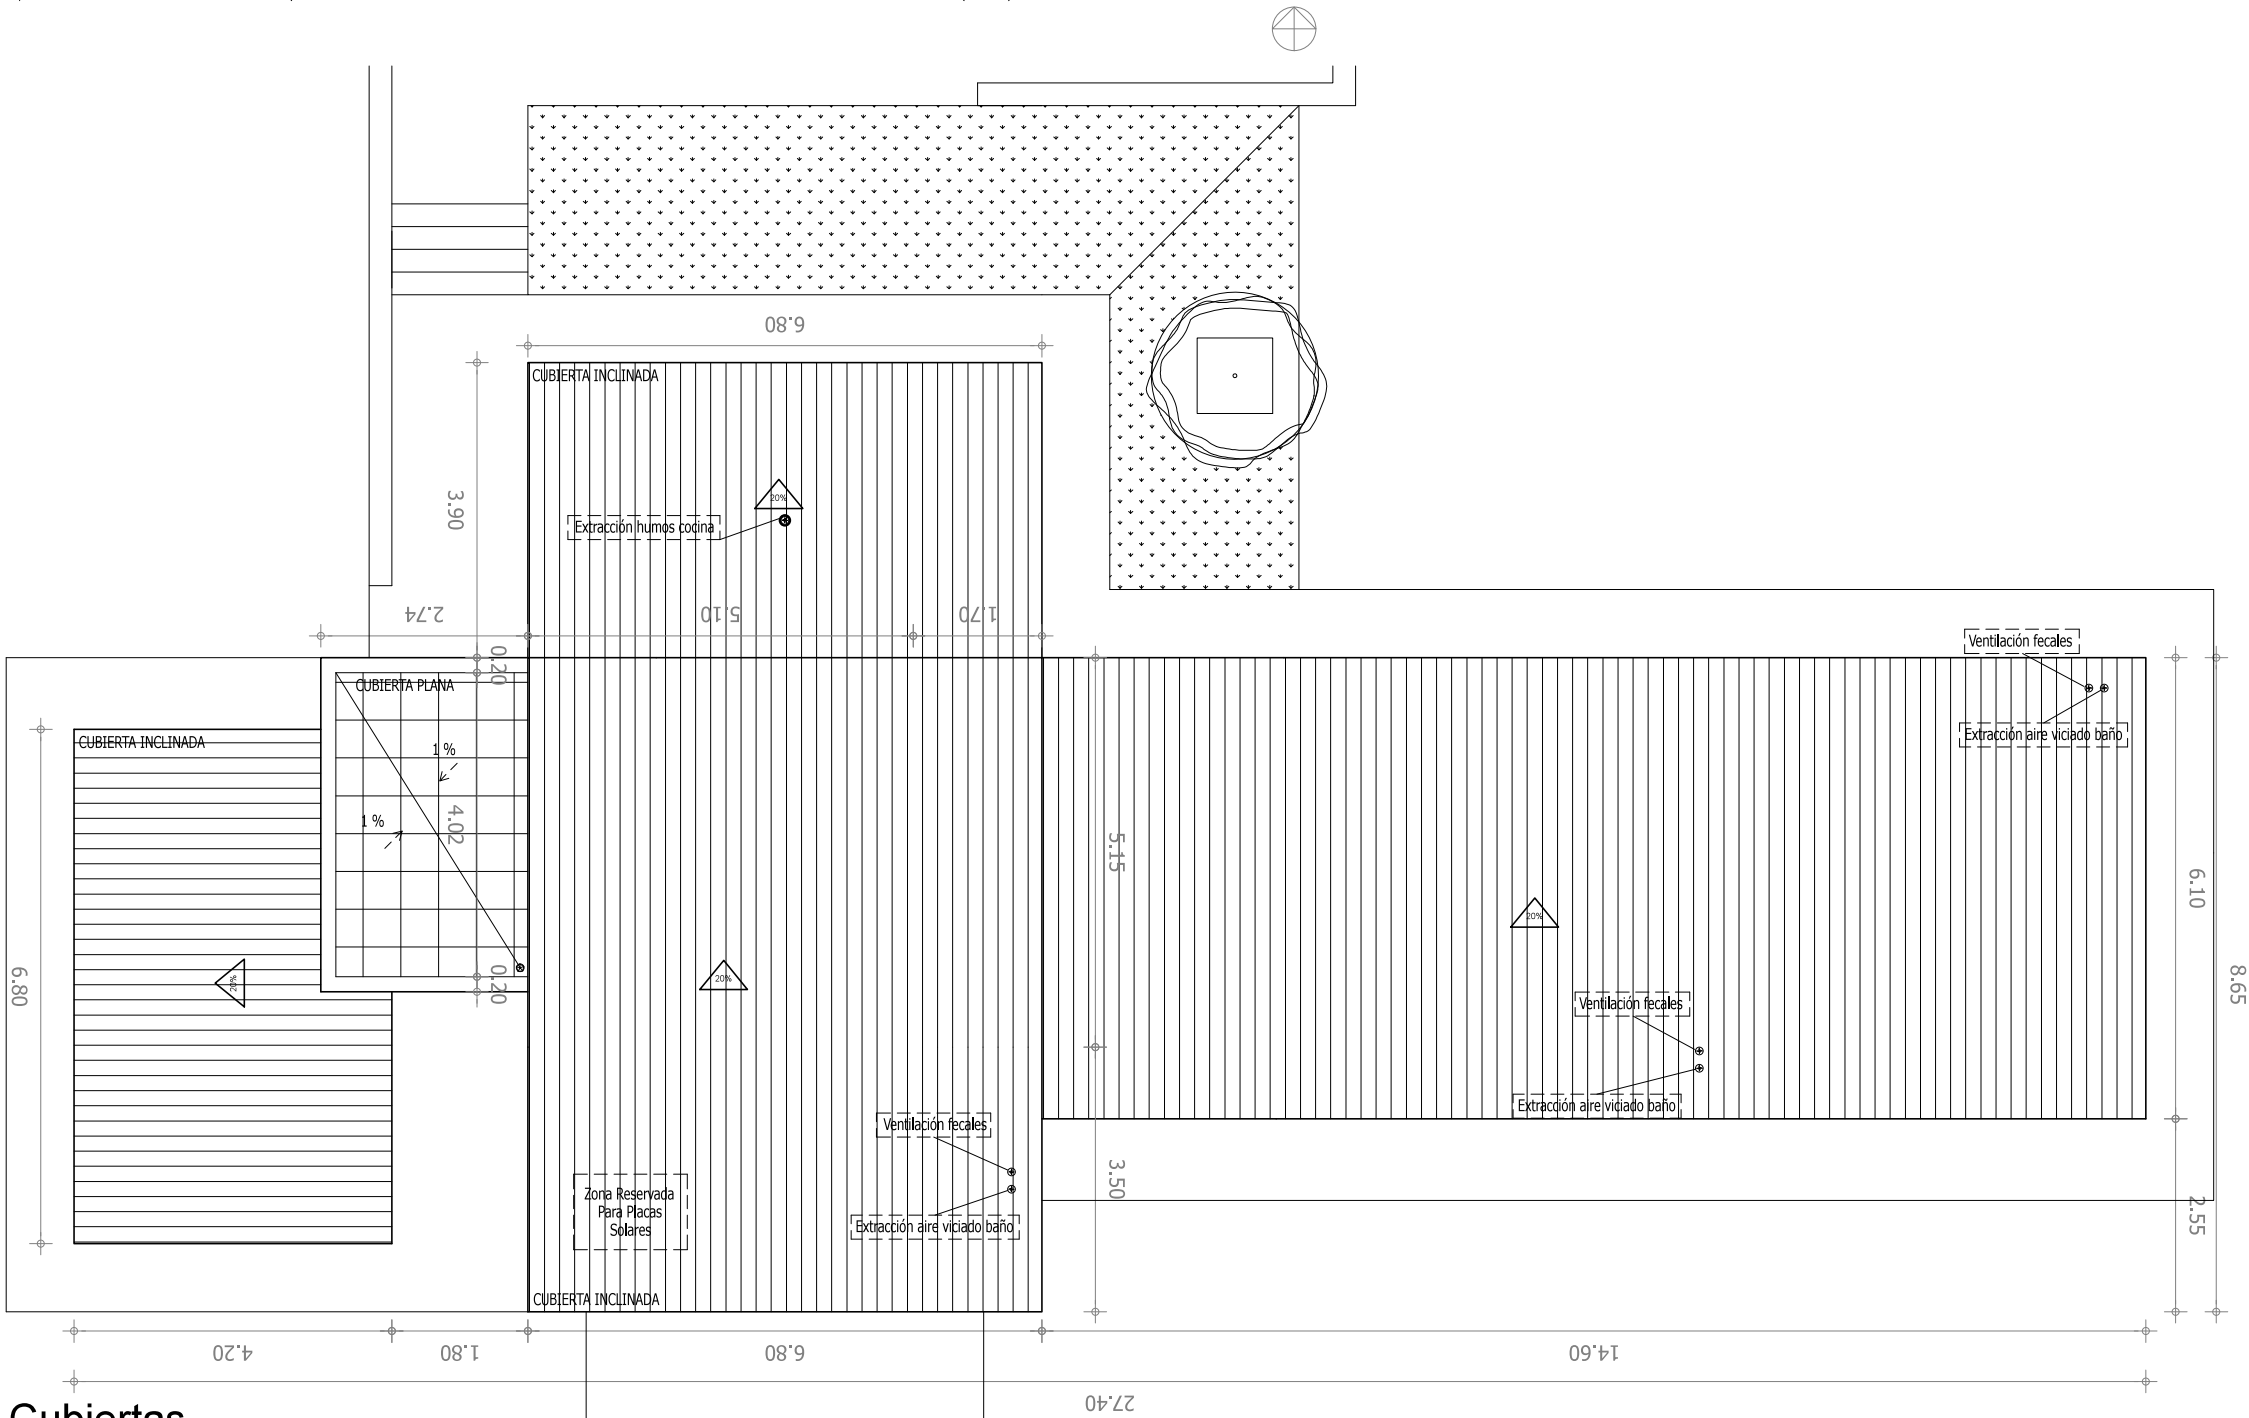 6.80
CUBIERTA INCLINADA
3.90
20%
Extracción humos cocina
2.74
5.10
1.70
0.20
Ventilación fecales
CUBIERTA PLANA
Extracción aire viciado baño
CUBIERTA INCLINADA
1 %
1 %
4.02
5.15
6.10
20%
6.80
20%
20%
0.20
8.65
Ventilación fecales
Extracción aire viciado baño
Ventilación fecales
3.50
Zona Reservada
Para Placas
Solares
2.55
Extracción aire viciado baño
CUBIERTA INCLINADA
4.20
1.80
6.80
14.60
27.40
Cubiertas